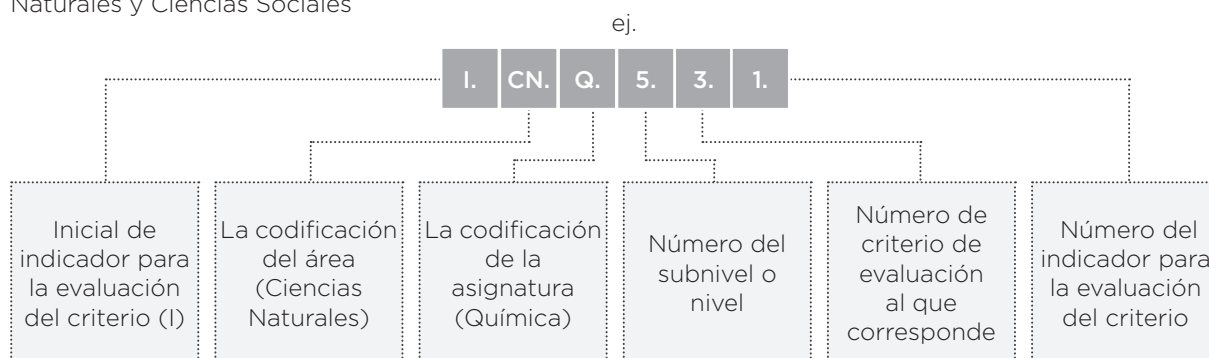 Naturales y Ciencias Sociales
ej.
I. CN. Q. 5. 3. 1.
Inicial de
indicador para
la evaluación
del criterio (I)
La codificación
del área
(Ciencias
Naturales)
La codificación
de la
asignatura
(Química)
Número del
subnivel o
nivel
Número de
criterio de
evaluación
al que
corresponde
Número del
indicador para
la evaluación
del criterio